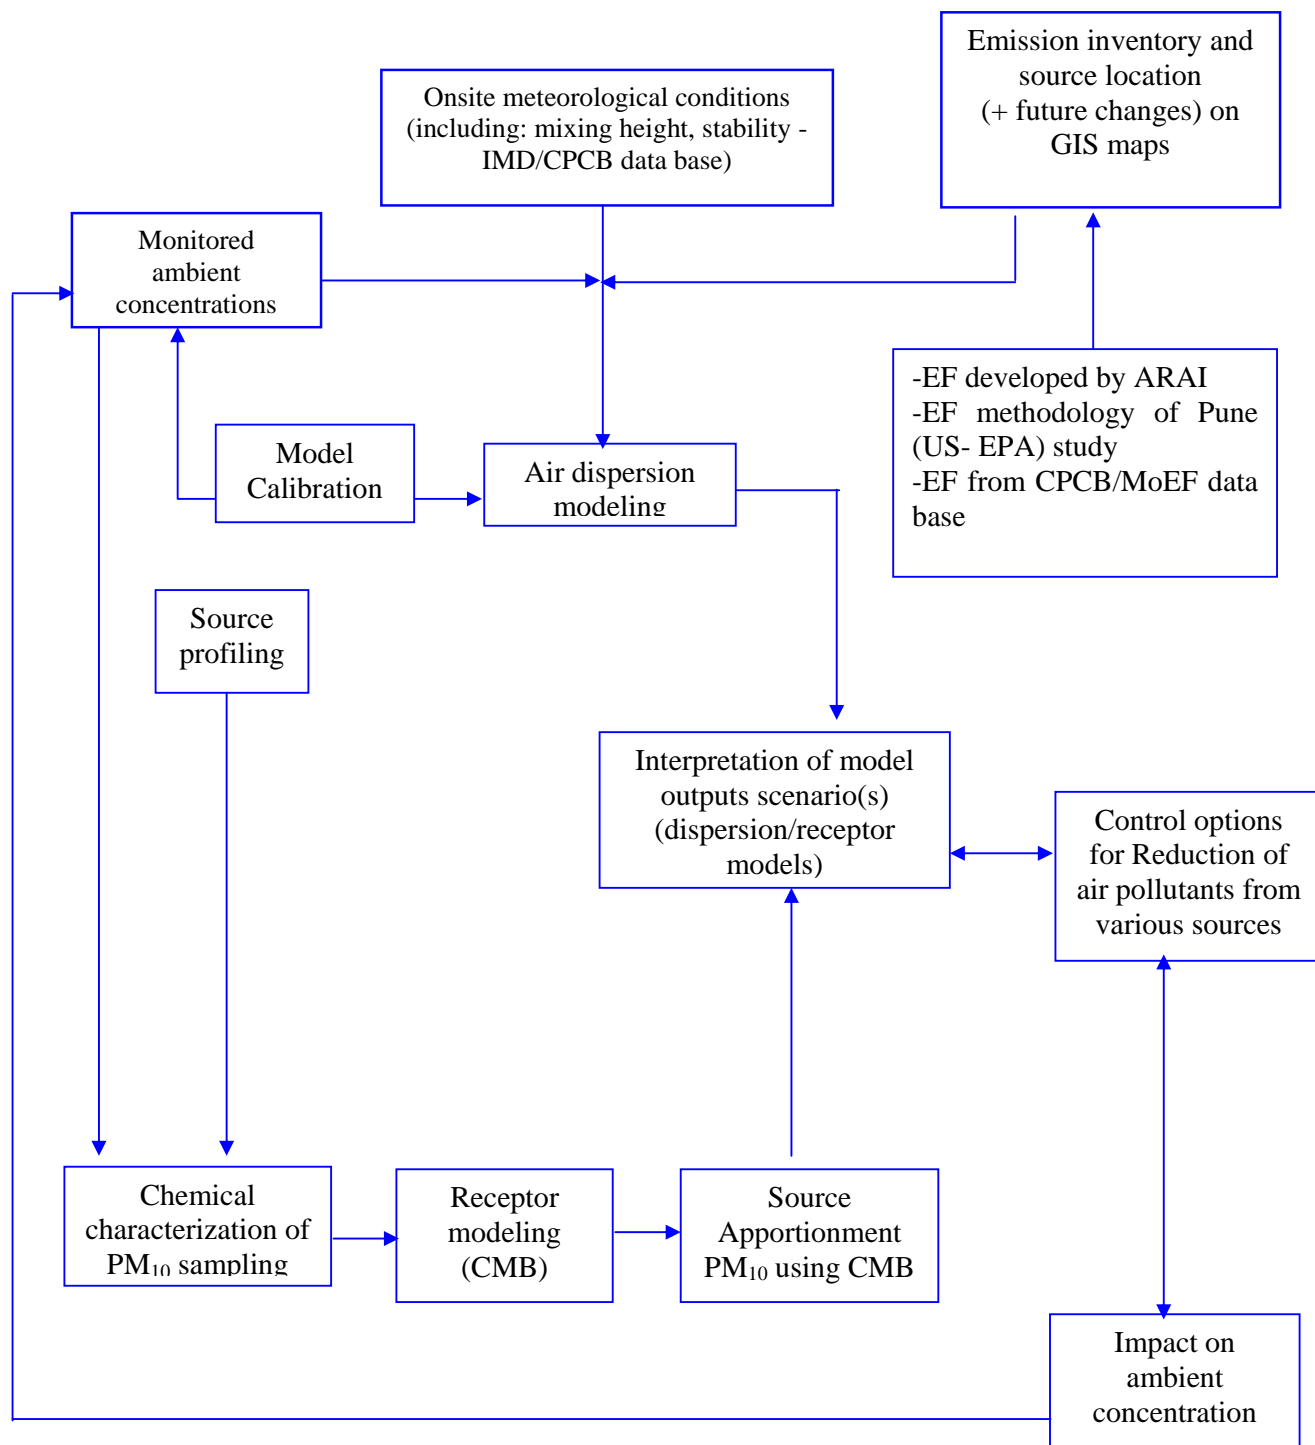 Emission inventory and
source location
(+ future changes) on
GIS maps
Onsite meteorological conditions
(including: mixing height, stability -
IMD/CPCB data base)
Monitored
ambient
concentrations
-EF developed by ARAI
-EF methodology of Pune
(US- EPA) study
-EF from CPCB/MoEF data
base
Model
Calibration
Air dispersion
modeling
Source
profiling
Interpretation of model
outputs scenario(s)
(dispersion/receptor
models)
Control options
for Reduction of
air pollutants from
various sources
Chemical
characterization of
PM₁₀ sampling
Receptor
modeling
(CMB)
Source
Apportionment
PM₁₀ using CMB
Impact on
ambient
concentration